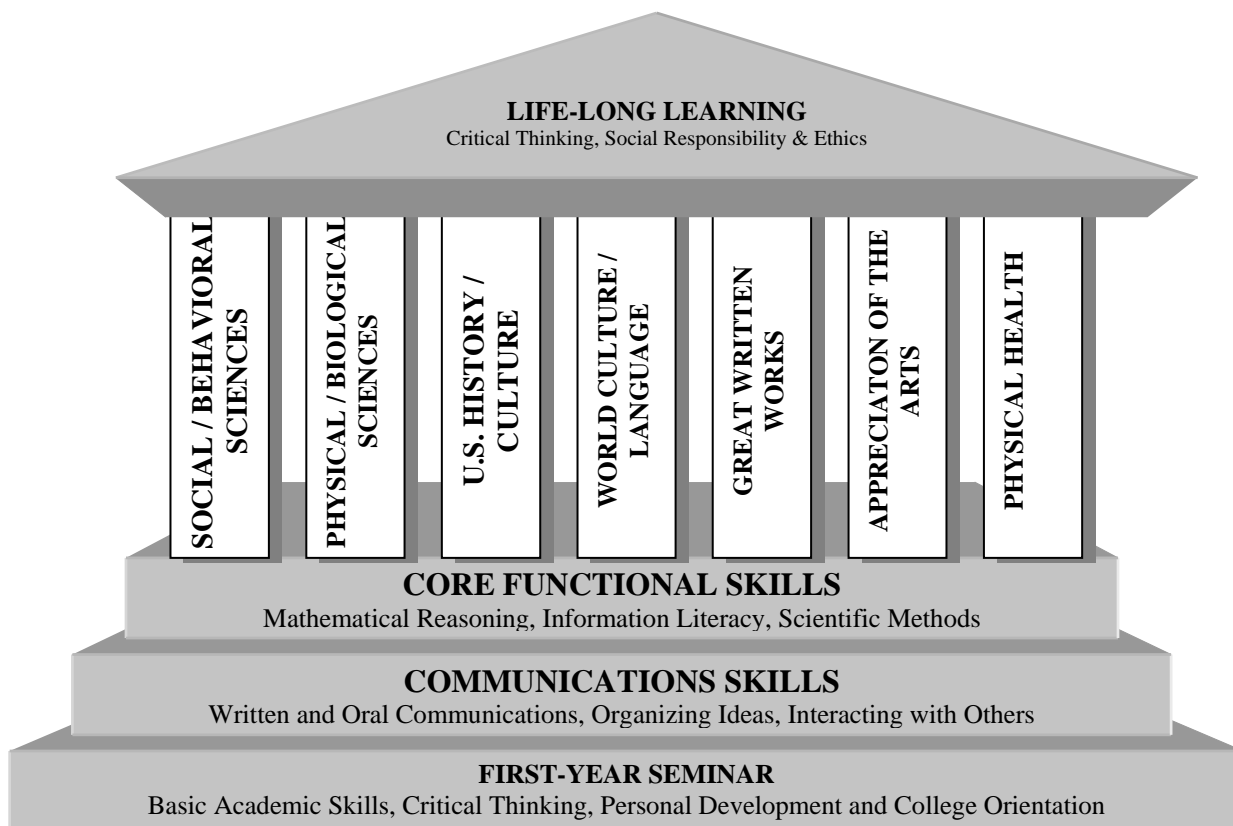 LIFE-LONG LEARNING
Critical Thinking, Social Responsibility & Ethics
SOCIAL / BEHAVIORAL
SCIENCES
PHYSICAL / BIOLOGICAL
SCIENCES
U.S. HISTORY /
CULTURE
WORLD CULTURE /
LANGUAGE
GREAT WRITTEN
WORKS
APPRECIATON OF THE
ARTS
PHYSICAL HEALTH
CORE FUNCTIONAL SKILLS
Mathematical Reasoning, Information Literacy, Scientific Methods
COMMUNICATIONS SKILLS
Written and Oral Communications, Organizing Ideas, Interacting with Others
FIRST-YEAR SEMINAR
Basic Academic Skills, Critical Thinking, Personal Development and College Orientation